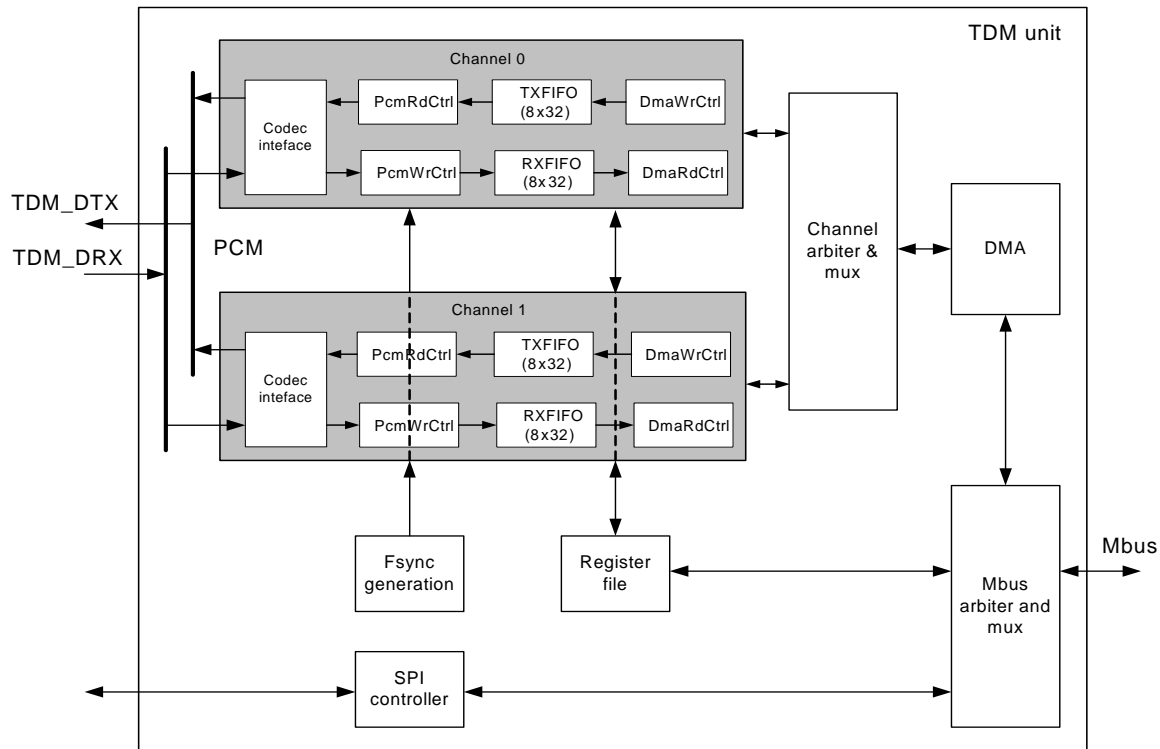 TDM unit
Channel 0
Codec
inteface
PcmRdCtrl
TXFIFO
(8x32)
DmaWrCtrl
PcmWrCtrl
RXFIFO
(8x32)
DmaRdCtrl
TDM_DTX
TDM_DRX
PCM
Channel
arbiter &
mux
DMA
Channel 1
Codec
inteface
PcmRdCtrl
TXFIFO
(8x32)
DmaWrCtrl
PcmWrCtrl
RXFIFO
(8x32)
DmaRdCtrl
Fsync
generation
Register
file
Mbus
arbiter and
mux
Mbus
SPI
controller